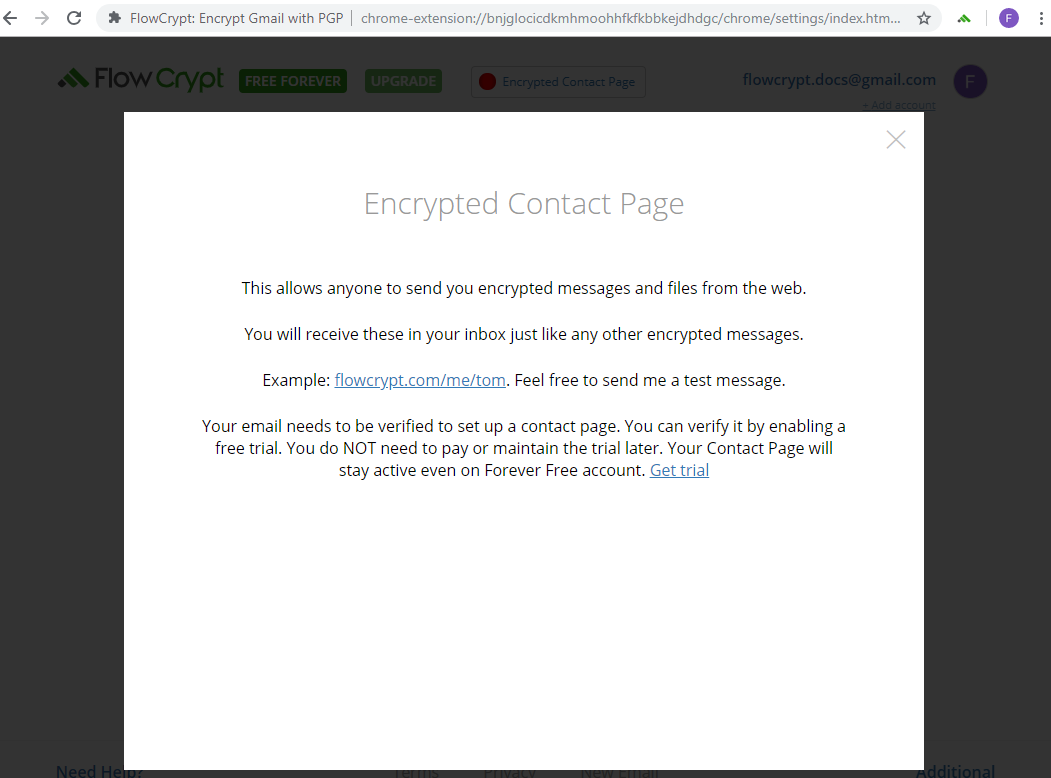 FlowCrypt: Encrypt Gmail with PGP | chrome-extension://bnjglocicdkmhmoohhfkfkbbkejdhdgc/chrome/settings/index.htm... F
FlowCrypt FREE FOREVER UPGRADE Encrypted Contact Page flowcrypt.docs@gmail.com F
+ Add account
Encrypted Contact Page
This allows anyone to send you encrypted messages and files from the web.
You will receive these in your inbox just like any other encrypted messages.
Example: flowcrypt.com/me/tom. Feel free to send me a test message.
Your email needs to be verified to set up a contact page. You can verify it by enabling a
free trial. You do NOT need to pay or maintain the trial later. Your Contact Page will
stay active even on Forever Free account. Get trial
Need Help? Terms Privacy New Email Additional